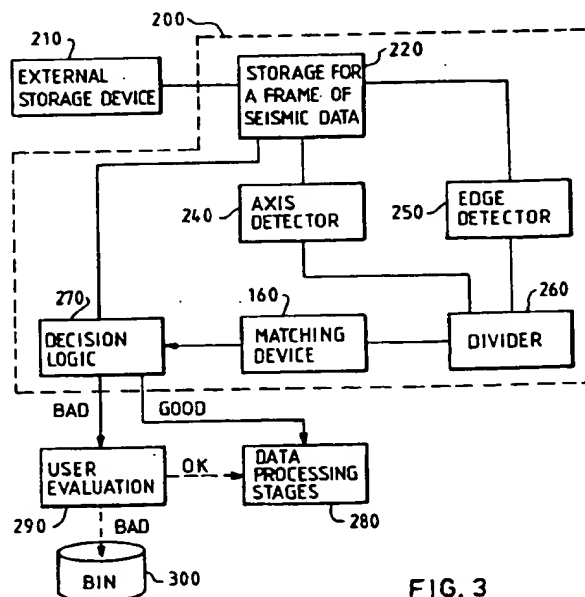 200
210
220
EXTERNAL
STORAGE DEVICE
STORAGE FOR
A FRAME OF
SEISMIC DATA
240
AXIS
DETECTOR
250
EDGE
DETECTOR
270
160
260
DECISION
LOGIC
MATCHING
DEVICE
DIVIDER
BAD
GOOD
USER
EVALUATION
OK
DATA
PROCESSING
STAGES
290
BAD
280
BIN
300
FIG. 3